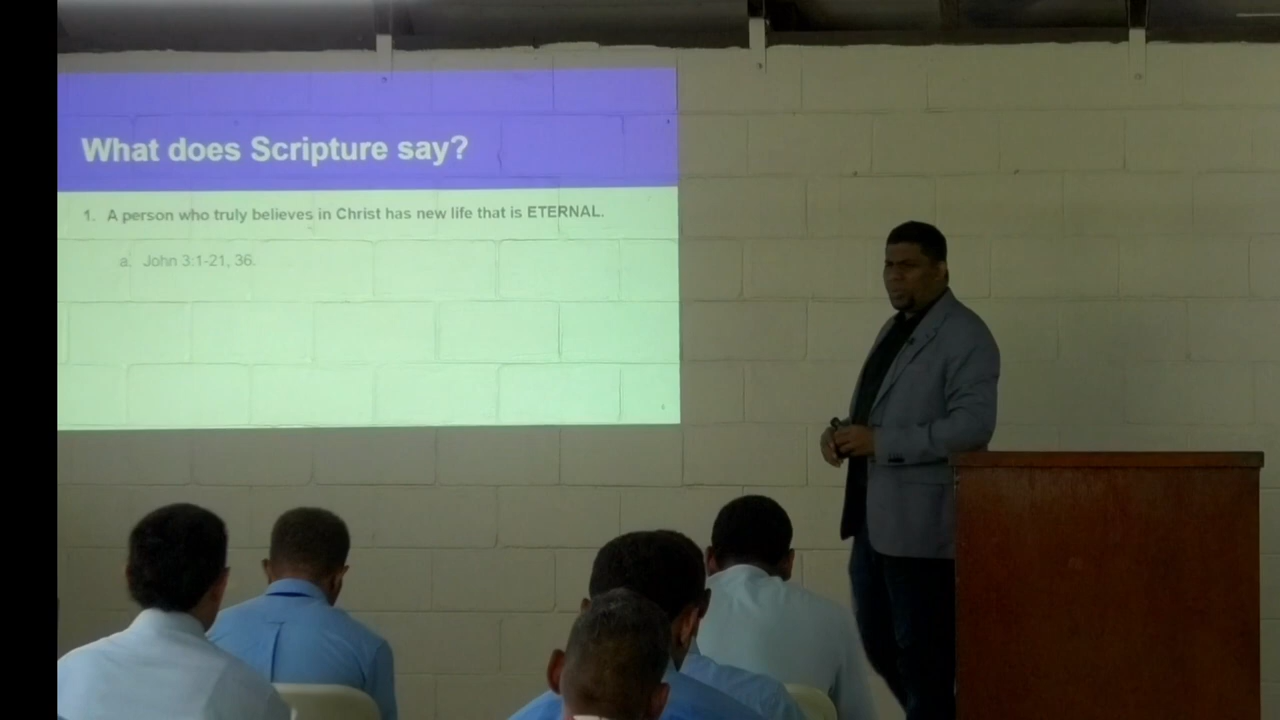 What does Scripture say?
1. A person who truly believes in Christ has new life that is ETERNAL.
a. John 3:1-21, 36.